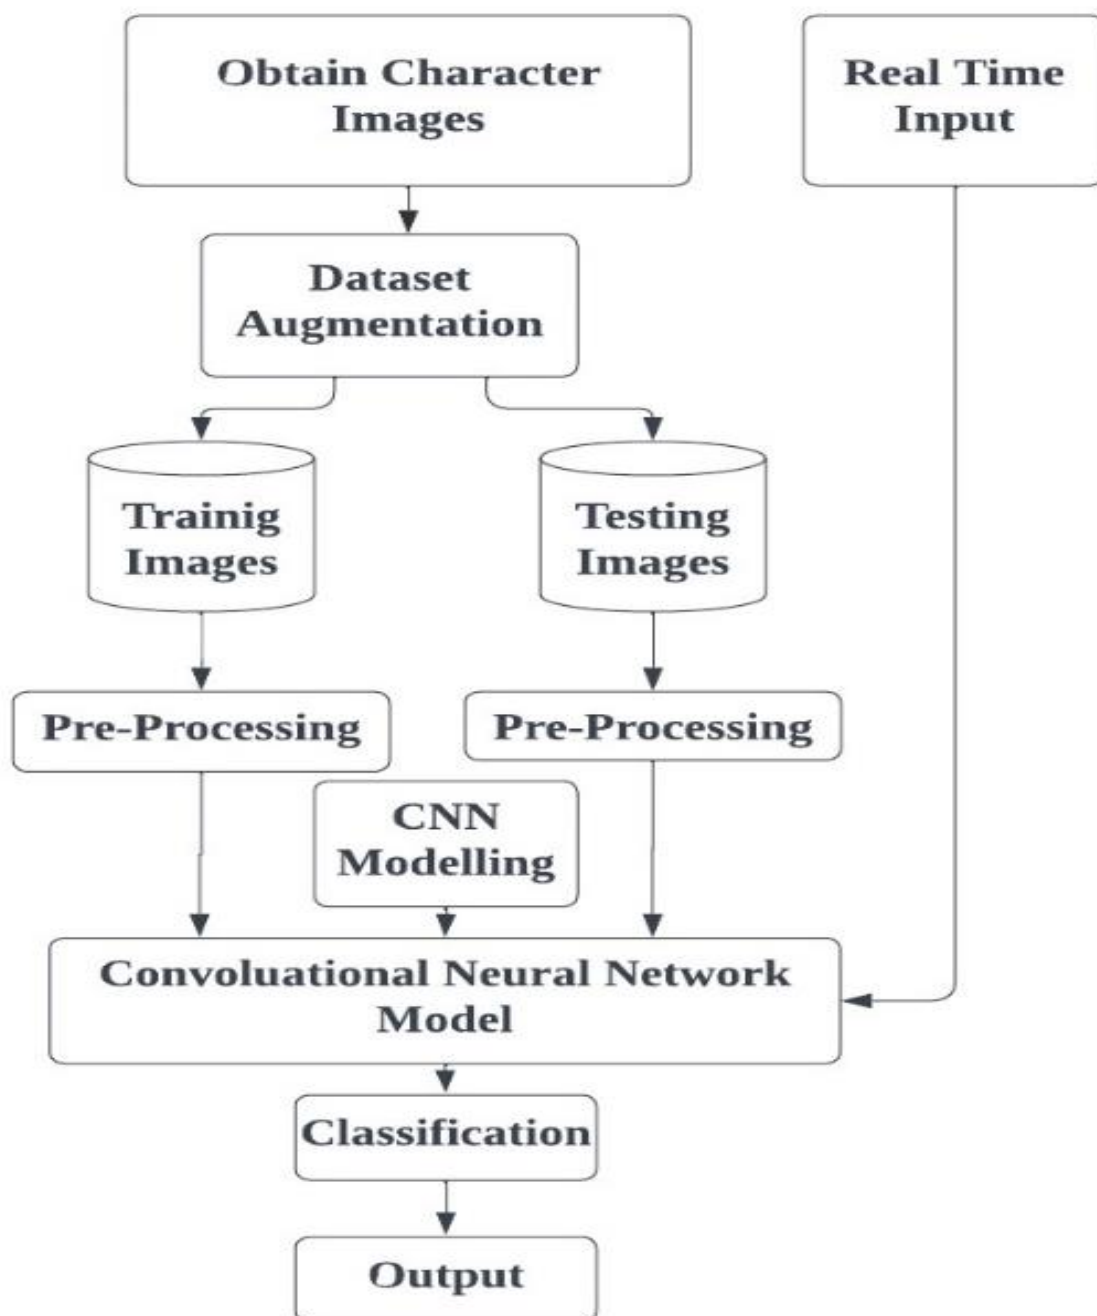 Obtain Character
Images
Real Time
Input
Dataset
Augmentation
Trainig
Images
Testing
Images
Pre-Processing
Pre-Processing
CNN
Modelling
Convoluational Neural Network
Model
Classification
Output